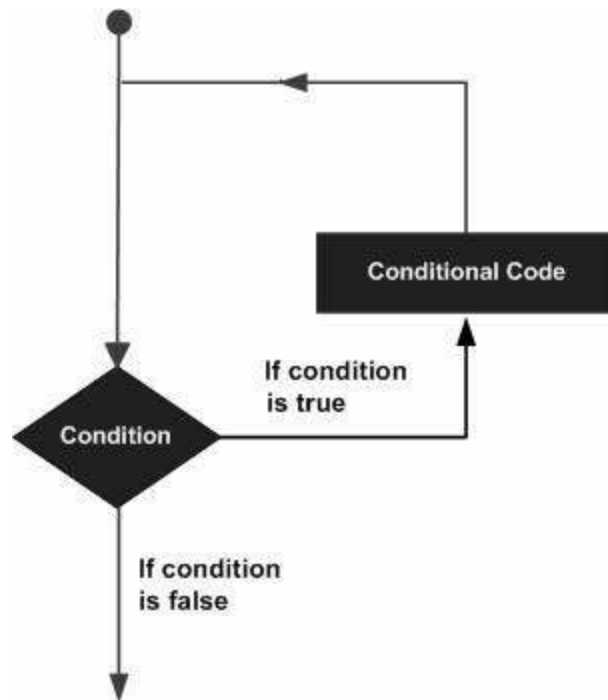 Conditional Code
If condition
is true
Condition
If condition
is false